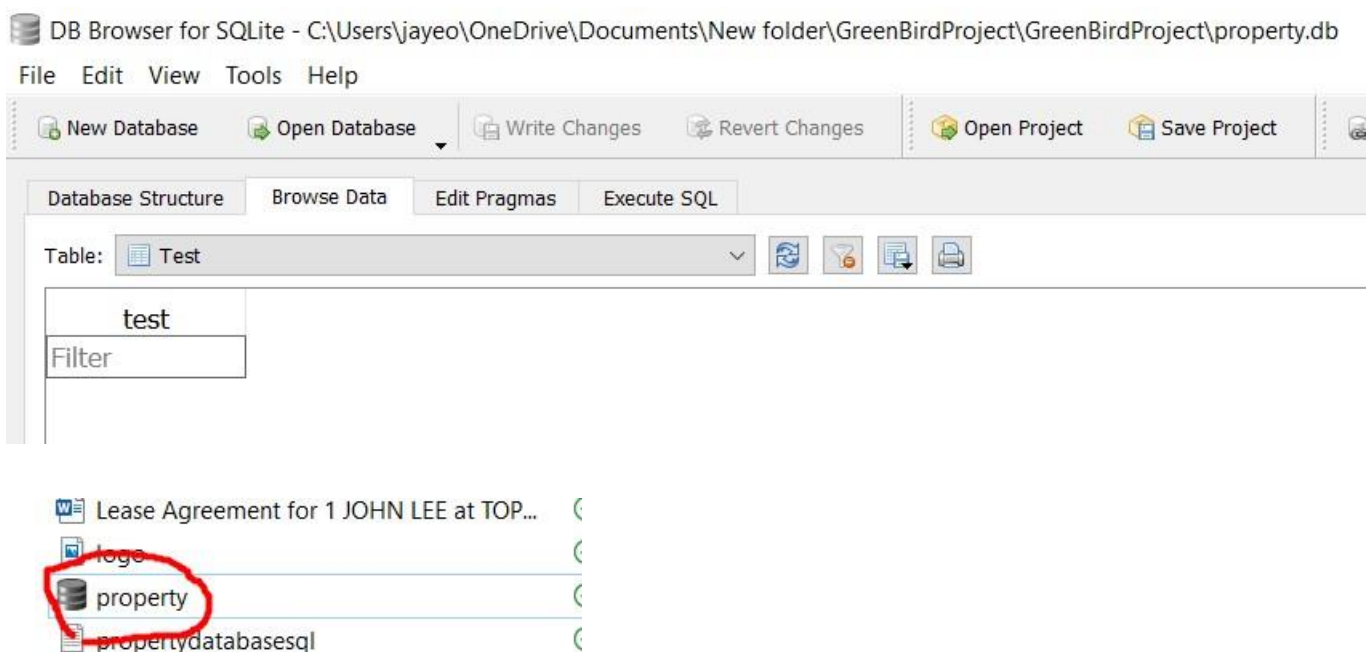 DB Browser for SQLite - C:\Users\jayeo\OneDrive\Documents\New folder\GreenBirdProject\GreenBirdProject\property.db
File Edit View Tools Help
New Database Open Database Write Changes Revert Changes Open Project Save Project
Database Structure Browse Data Edit Pragmas Execute SQL
Table: Test
test
Filter
Lease Agreement for 1 JOHN LEE at TOP...
logo
property
propertydatabasesql